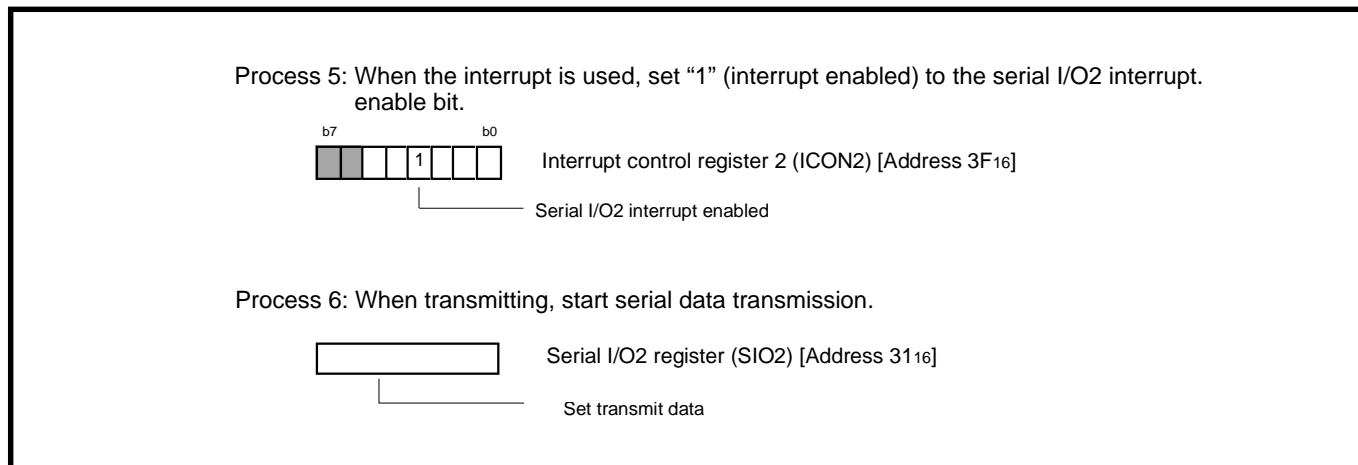 Process 5: When the interrupt is used, set “1” (interrupt enabled) to the serial I/O2 interrupt.
enable bit.
b7 b0
1 Interrupt control register 2 (ICON2) [Address 3F16]
Serial I/O2 interrupt enabled
Process 6: When transmitting, start serial data transmission.
Serial I/O2 register (SIO2) [Address 3116]
Set transmit data